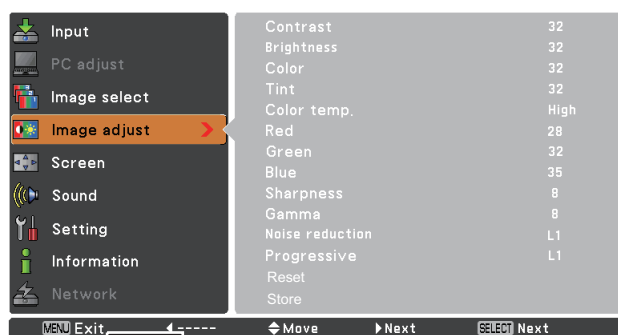 Input
PC adjust
Image select
Image adjust
Screen
Sound
Setting
Information
Network
Contrast 32
Brightness 32
Color 32
Tint 32
Color temp. High
Red 28
Green 32
Blue 35
Sharpness 8
Gamma 8
Noise reduction L1
Progressive L1
Reset
Store
MENU Exit ◀----- ◆Move ▶Next SELECT Next